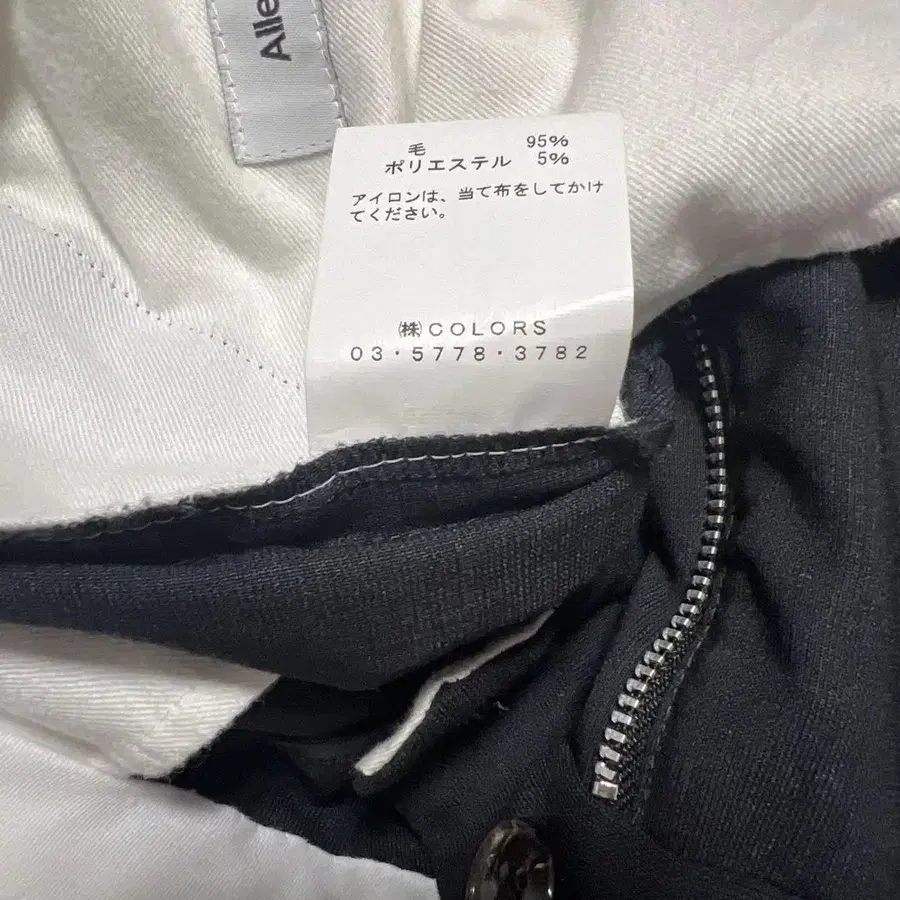 Alle
毛 95%
ポリエステル 5%
アイロンは、当て布をしてかけ
てください。
㈱COLORS
03・5778・3782